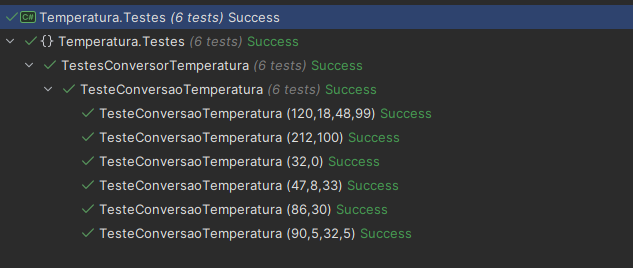 C# Temperatura.Testes (6 tests) Success
{} Temperatura.Testes (6 tests) Success
TestesConversorTemperatura (6 tests) Success
TesteConversaoTemperatura (6 tests) Success
TesteConversaoTemperatura (120,18,48,99) Success
TesteConversaoTemperatura (212,100) Success
TesteConversaoTemperatura (32,0) Success
TesteConversaoTemperatura (47,8,33) Success
TesteConversaoTemperatura (86,30) Success
TesteConversaoTemperatura (90,5,32,5) Success